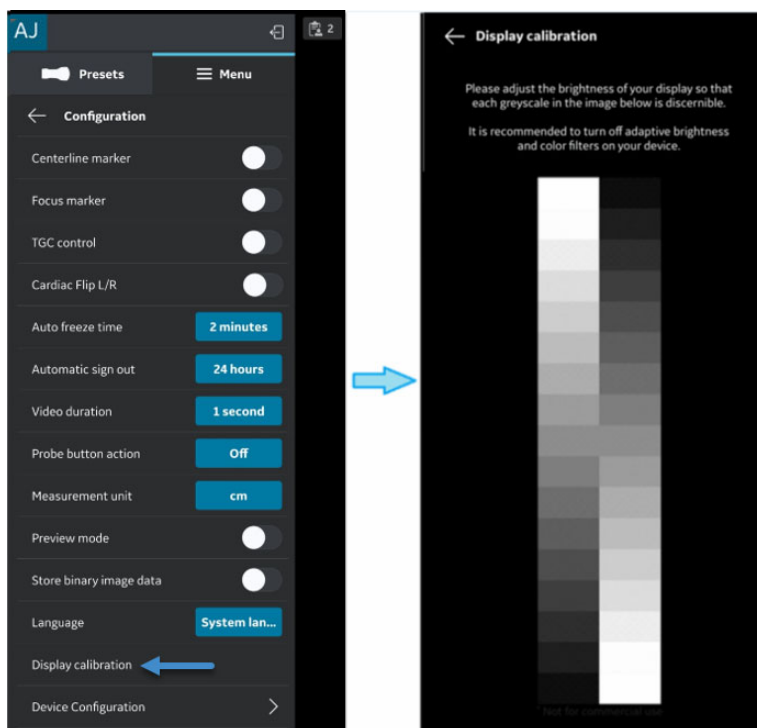 AJ
2
Presets
Menu
Configuration
Centerline marker
Focus marker
TGC control
Cardiac Flip L/R
Auto freeze time 2 minutes
Automatic sign out 24 hours
Video duration 1 second
Probe button action Off
Measurement unit cm
Preview mode
Store binary image data
Language System lan...
Display calibration
Device Configuration
Display calibration
Please adjust the brightness of your display so that
each greyscale in the image below is discernible.
It is recommended to turn off adaptive brightness
and color filters on your device.
* Not for commercial use